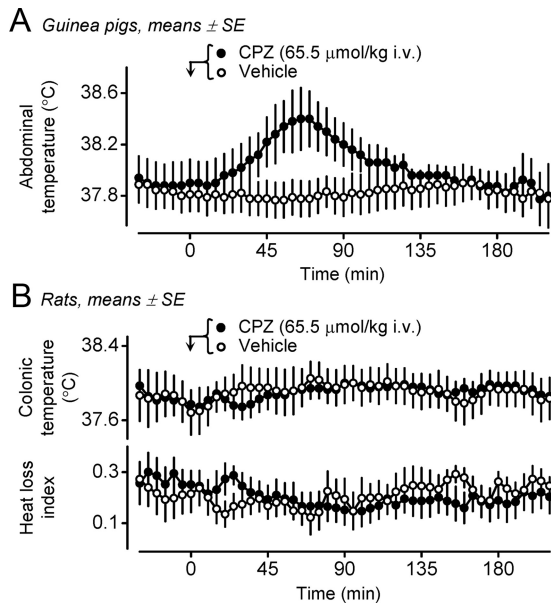 A Guinea pigs, means ± SE
CPZ (65.5 μmol/kg i.v.)
Vehicle
Abdominal
temperature (°C)
38.6
38.2
37.8
0 45 90 135 180
Time (min)
B Rats, means ± SE
CPZ (65.5 μmol/kg i.v.)
Vehicle
Colonic
temperature
(°C)
38.4
37.6
Heat loss
index
0.3
0.1
0 45 90 135 180
Time (min)